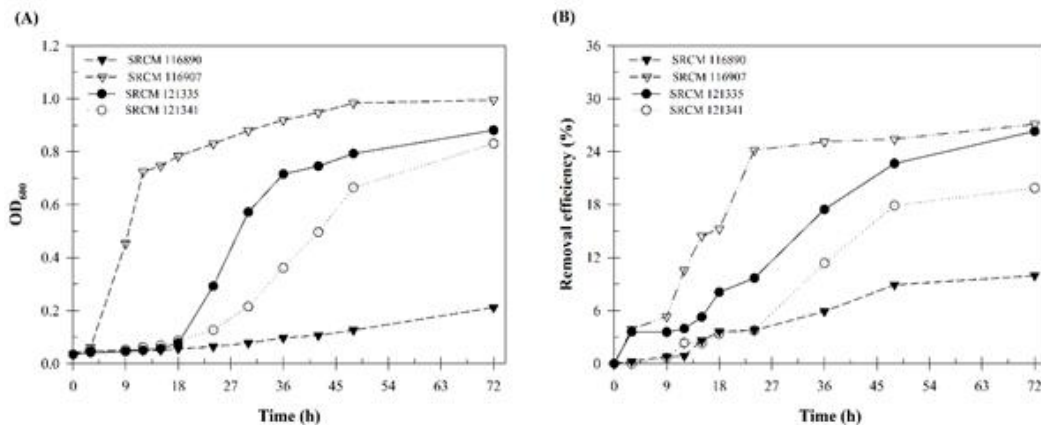 (A)
OD600
1.2
1.0
0.8
0.6
0.4
0.2
0.0
SRCM 116890
SRCM 116907
SRCM 121335
SRCM 121341
0 9 18 27 36 45 54 63 72
Time (h)
(B)
Removal efficiency (%)
36
30
24
18
12
6
0
SRCM 116890
SRCM 116907
SRCM 121335
SRCM 121341
0 9 18 27 36 45 54 63 72
Time (h)